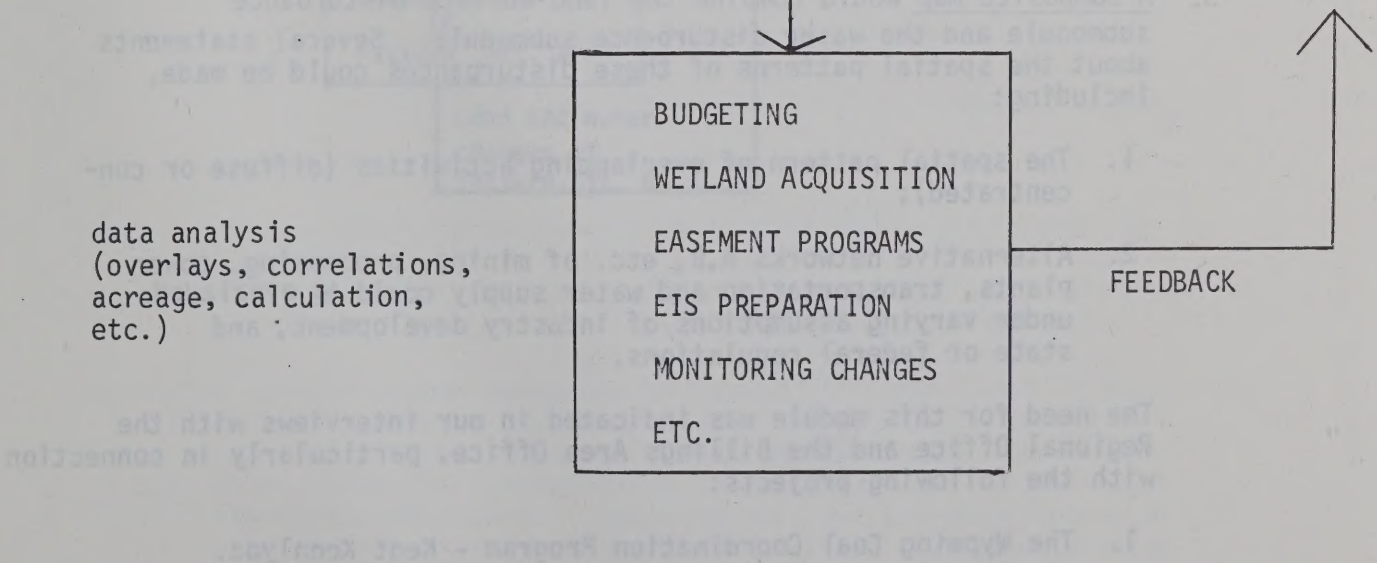 BUDGETING
WETLAND ACQUISITION
data analysis
(overlays, correlations,
acreage, calculation,
etc.)
EASEMENT PROGRAMS
EIS PREPARATION
MONITORING CHANGES
ETC.
FEEDBACK